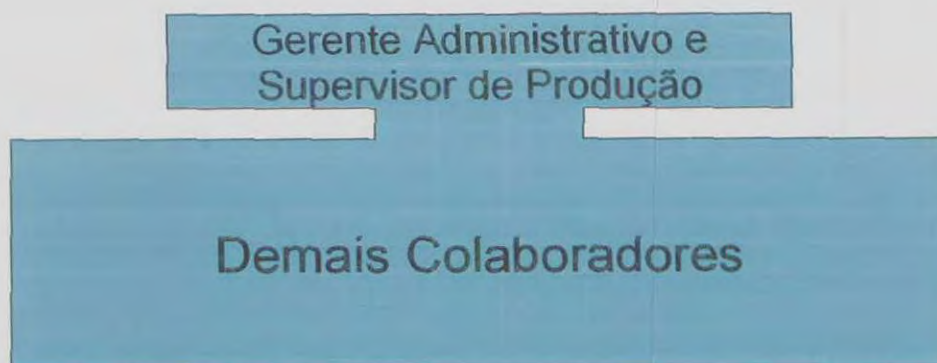 Gerente Administrativo e
Supervisor de Produção
Demais Colaboradores